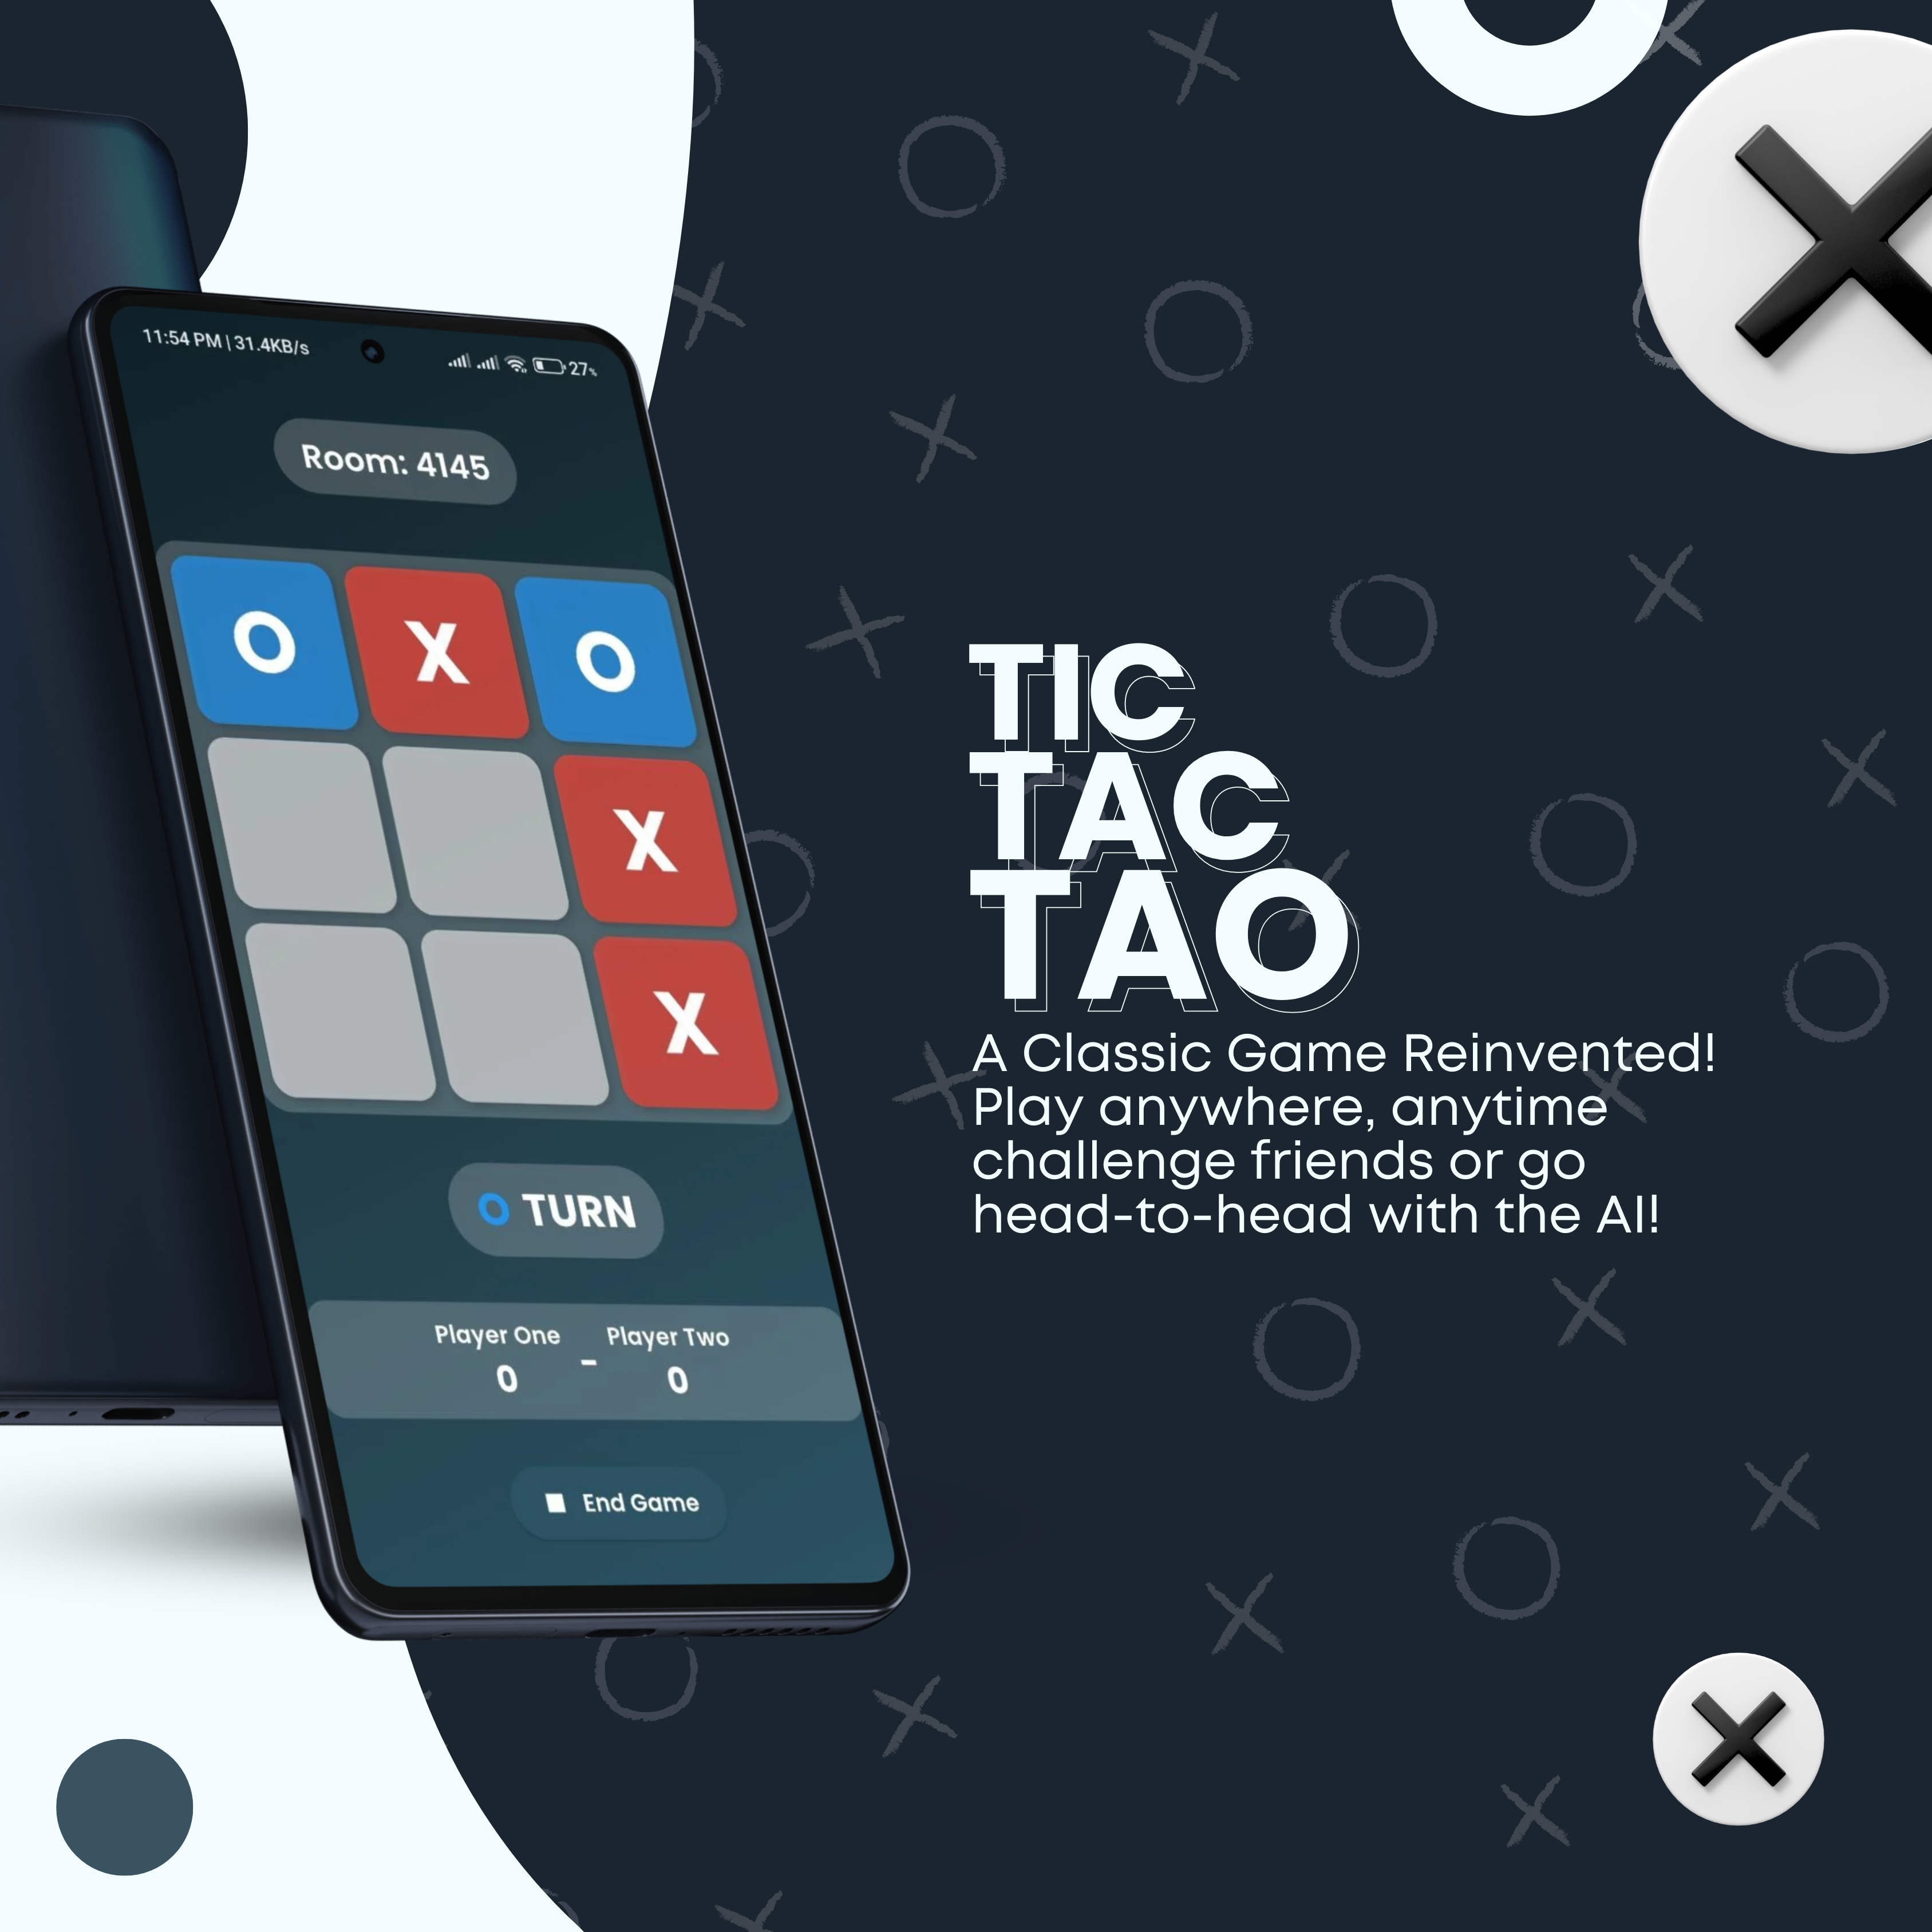 11:54 PM | 31.4KB/s 27%
Room: 4145
O X O
X
X
O TURN
Player One - Player Two
0 0
End Game
TIC
TAC
TAO
A Classic Game Reinvented!
Play anywhere, anytime
challenge friends or go
head-to-head with the AI!